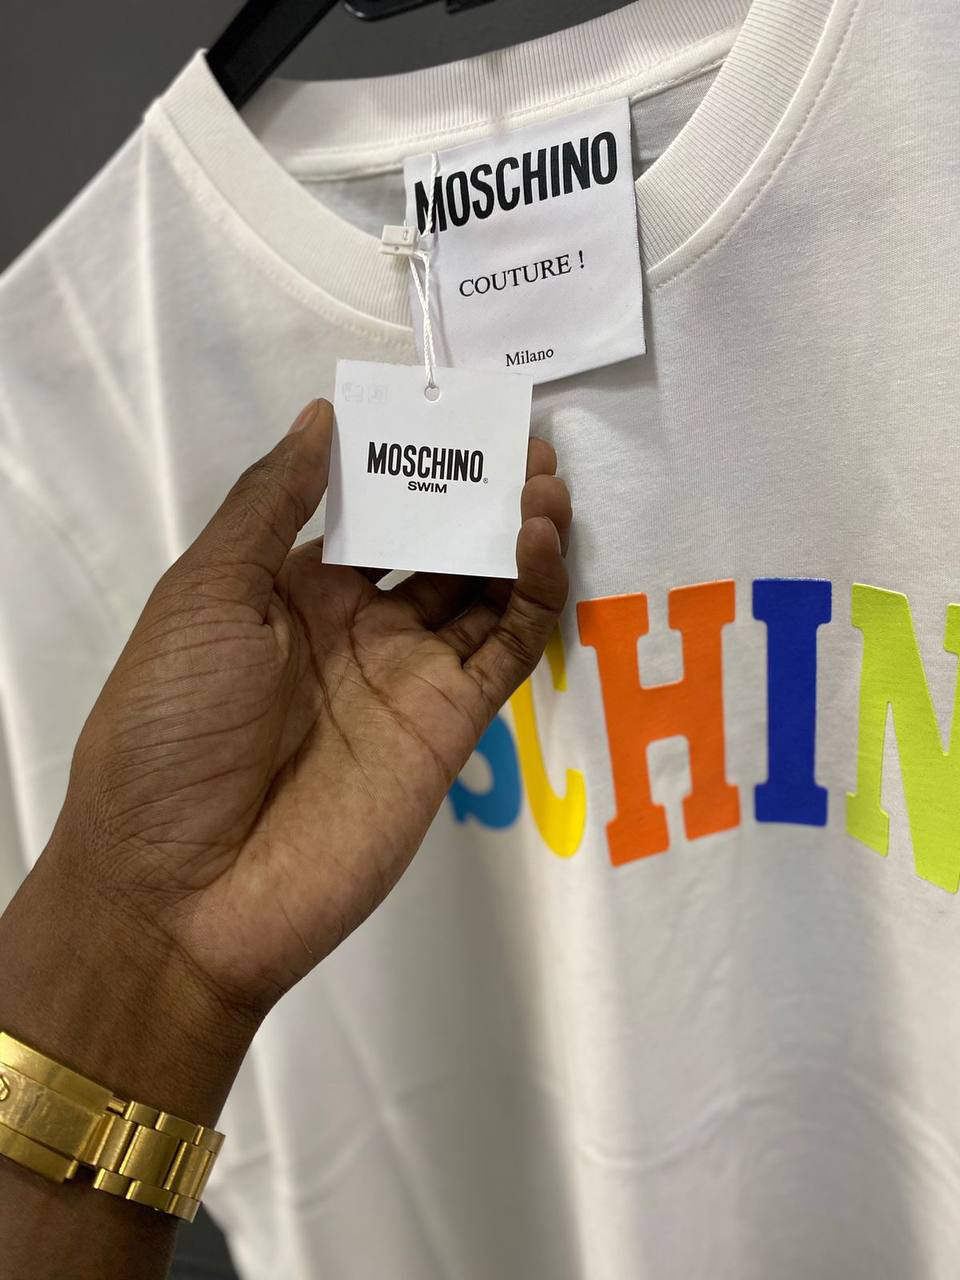 MOSCHINO
COUTURE !
Milano
MOSCHINO®
SWIM
SCHIN